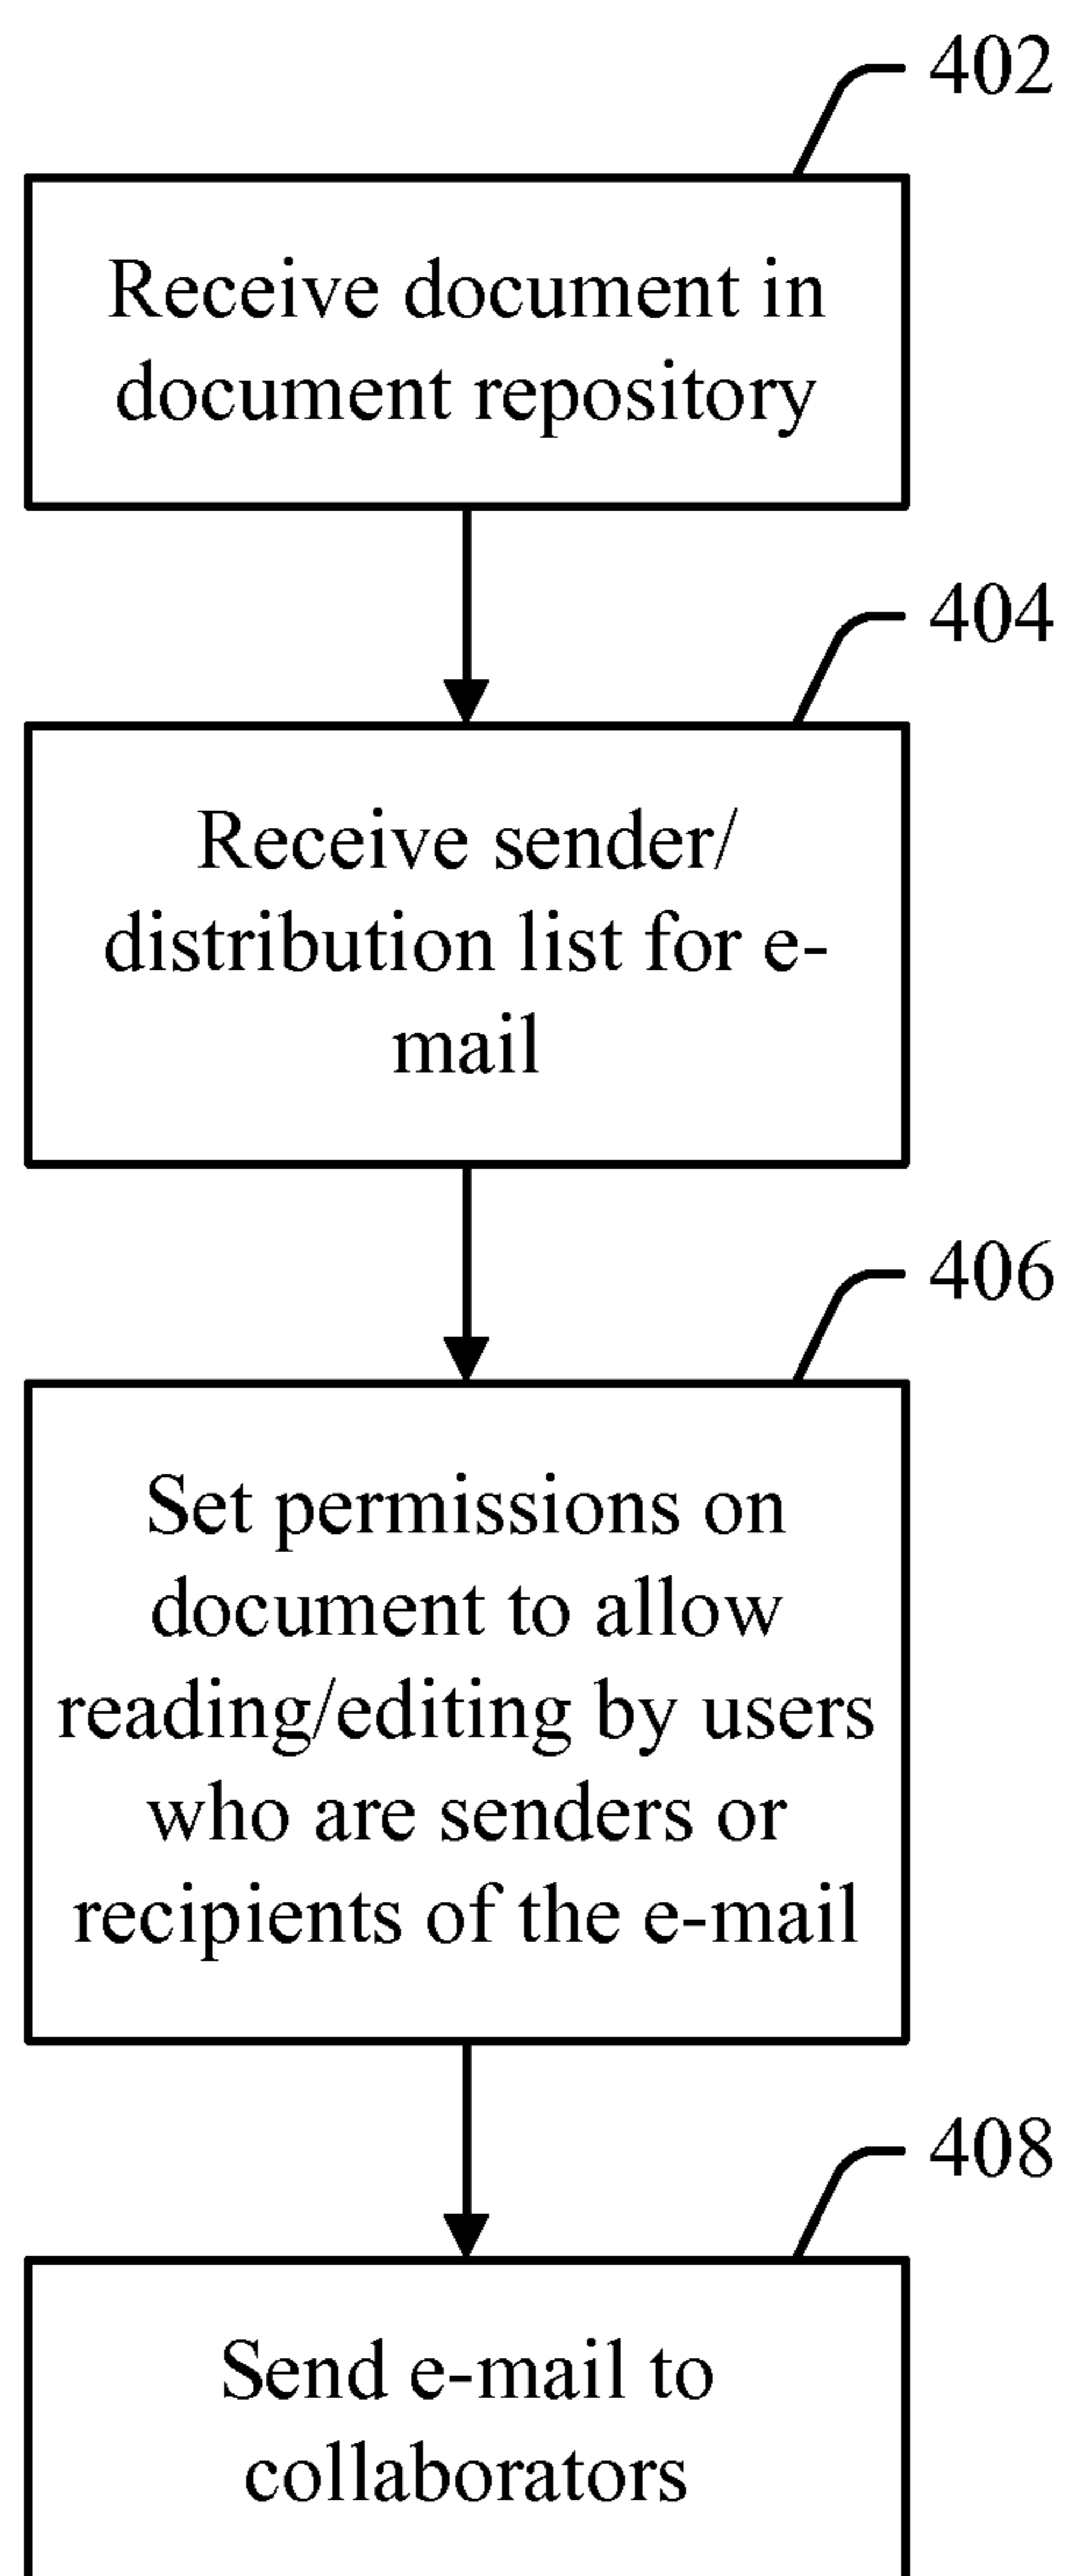 402
Receive document in
document repository
404
Receive sender/
distribution list for e-
mail
406
Set permissions on
document to allow
reading/editing by users
who are senders or
recipients of the e-mail
408
Send e-mail to
collaborators